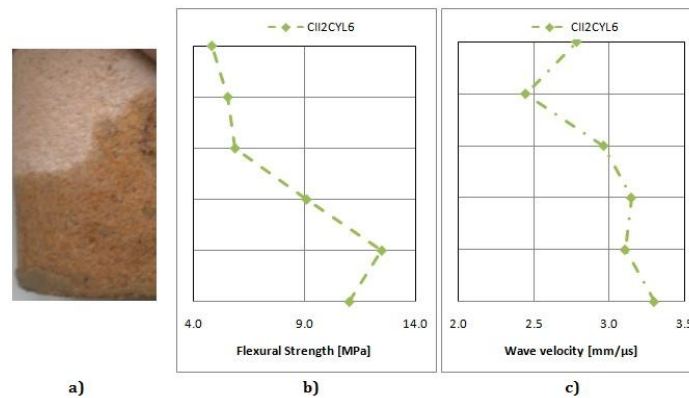 CII2CYL6
CII2CYL6
4.0 9.0 14.0
Flexural Strength [MPa]
2.0 2.5 3.0 3.5
Wave velocity [mm/µs]
a) b) c)